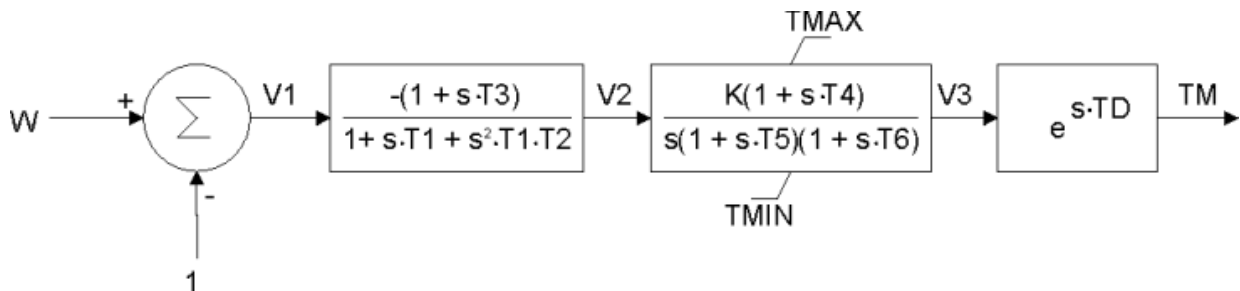 TMAX
W
+
∑
V1
-(1 + s·T3)
1+ s·T1 + s²·T1·T2
V2
K(1 + s·T4)
s(1 + s·T5)(1 + s·T6)
V3
e^s·TD
TM
-
TMIN
1